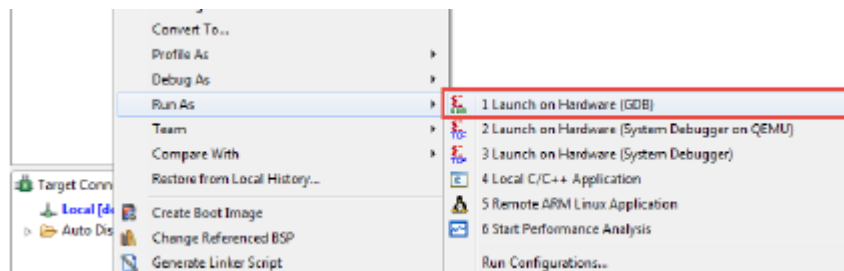 Convert To...
Profile As
Debug As
Run As
Team
Compare With
Restore from Local History...
Create Boot Image
Change Referenced BSP
Generate Linker Script
1 Launch on Hardware (GDB)
2 Launch on Hardware (System Debugger on QEMU)
3 Launch on Hardware (System Debugger)
4 Local C/C++ Application
5 Remote ARM Linux Application
6 Start Performance Analysis
Run Configurations...
Target Conn
Local [de
Auto Dis